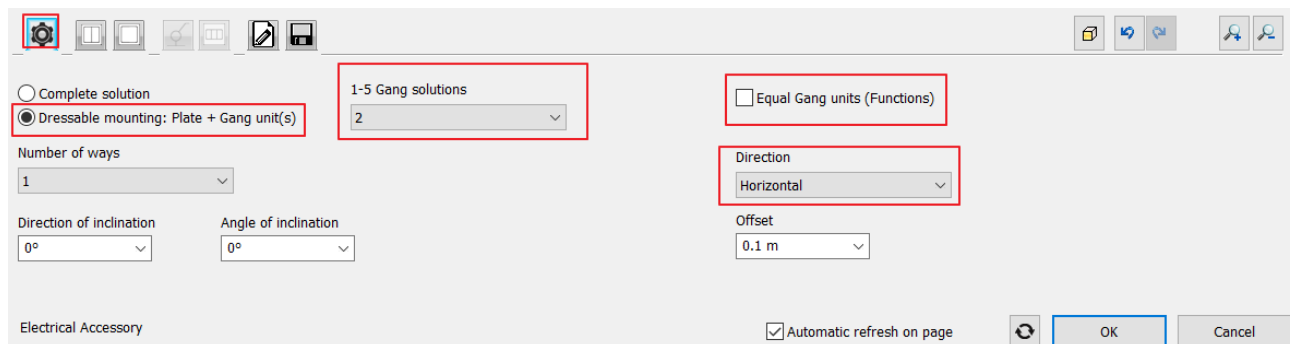 Complete solution
Dressable mounting: Plate + Gang unit(s)
1-5 Gang solutions
2
Equal Gang units (Functions)
Number of ways
1
Direction
Horizontal
Direction of inclination
0°
Angle of inclination
0°
Offset
0.1 m
Electrical Accessory
Automatic refresh on page
OK
Cancel